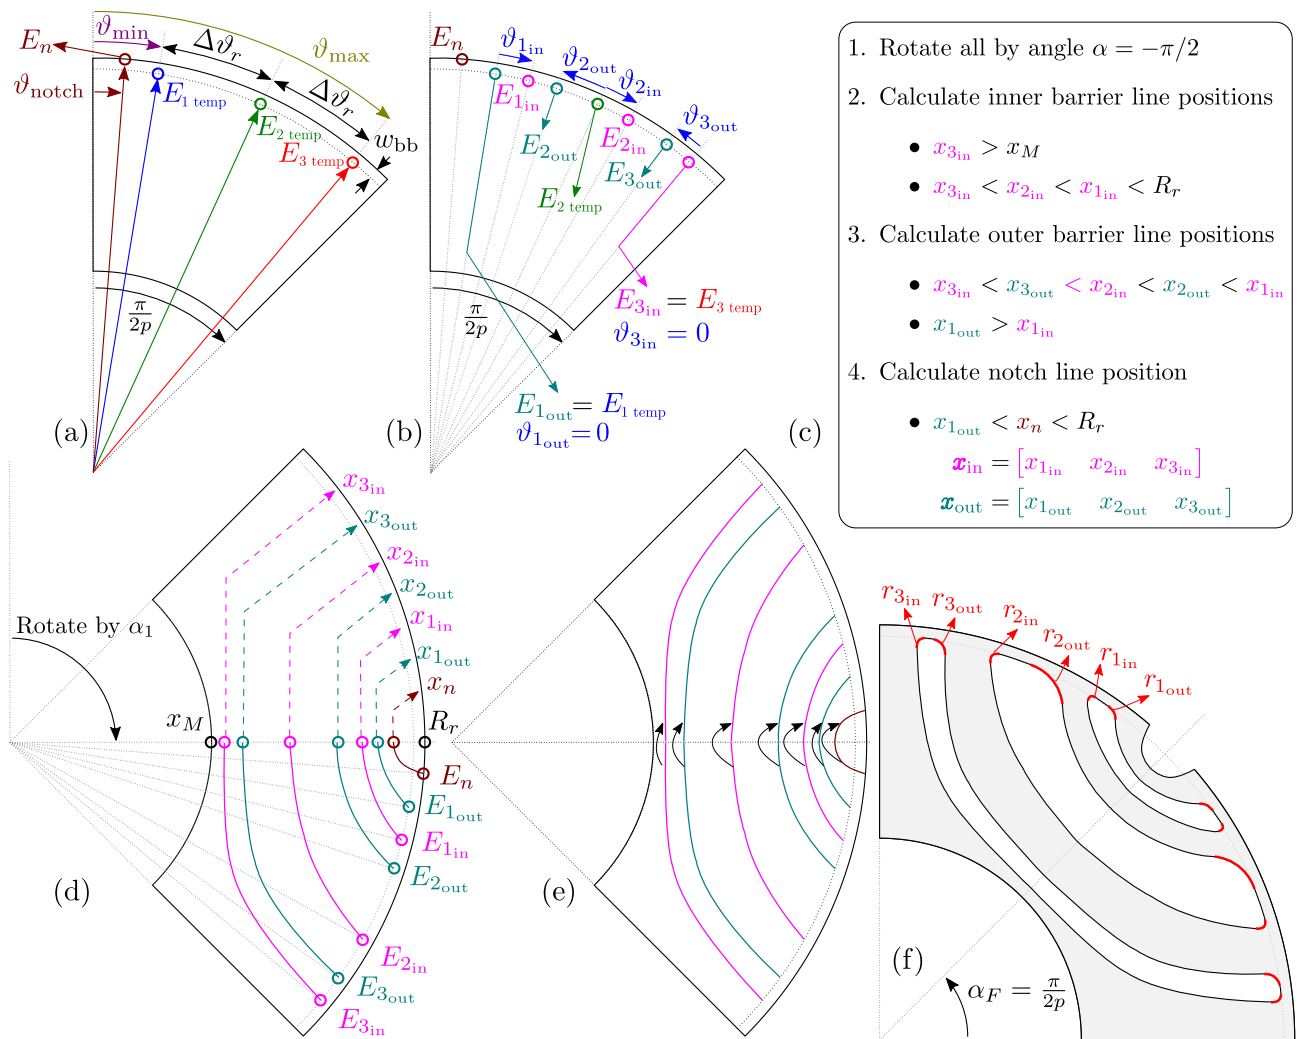 ϑ_min
Δϑ_r
ϑ_max
E_n
ϑ_notch
E_1 temp
Δϑ_r
E_2 temp
E_3 temp
w_bb
π/2p
(a)
E_n
ϑ_1in
ϑ_2out
ϑ_2in
ϑ_3out
E_1in
E_2out
E_2in
E_3out
E_2 temp
π/2p
E_3in = E_3 temp
ϑ_3in = 0
E_1out = E_1 temp
ϑ_1out = 0
(b)
1. Rotate all by angle α = −π/2
2. Calculate inner barrier line positions
• x_3in > x_M
• x_3in < x_2in < x_1in < R_r
3. Calculate outer barrier line positions
• x_3in < x_3out < x_2in < x_2out < x_1in
• x_1out > x_1in
4. Calculate notch line position
• x_1out < x_n < R_r
x_in = [x_1in x_2in x_3in]
x_out = [x_1out x_2out x_3out]
(c)
x_3in
x_3out
x_2in
x_2out
x_1in
x_1out
x_n
Rotate by α_1
x_M
R_r
E_n
E_1out
E_1in
E_2out
E_2in
E_3out
E_3in
(d)
(e)
r_3in
r_3out
r_2in
r_2out
r_1in
r_1out
(f)
α_F = π/2p